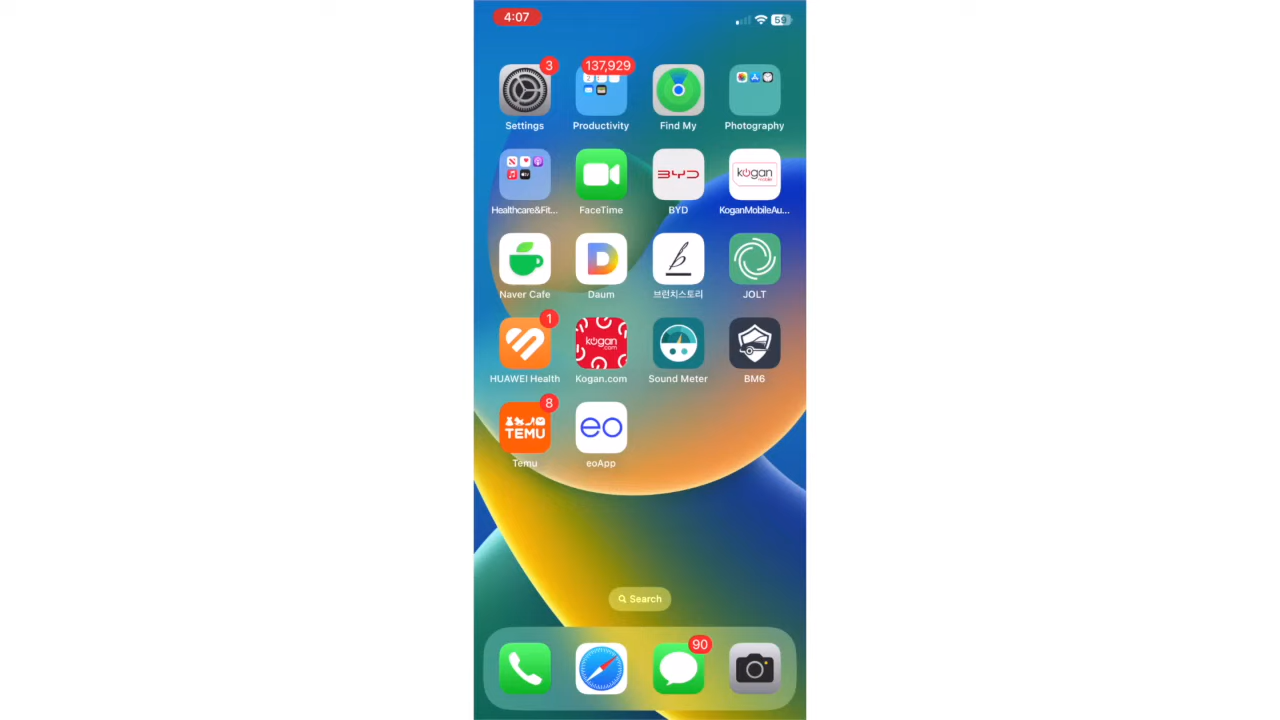 4:07
59
3
137,929
Settings
Productivity
Find My
Photography
BYD
kogan
mobile
Healthcare&Fit...
FaceTime
BYD
KoganMobileAu...
D
b
Naver Cafe
Daum
브런치스토리
JOLT
1
kogan
.com
HUAWEI Health
Kogan.com
Sound Meter
BM6
8
TEMU
eo
Temu
eoApp
Search
90